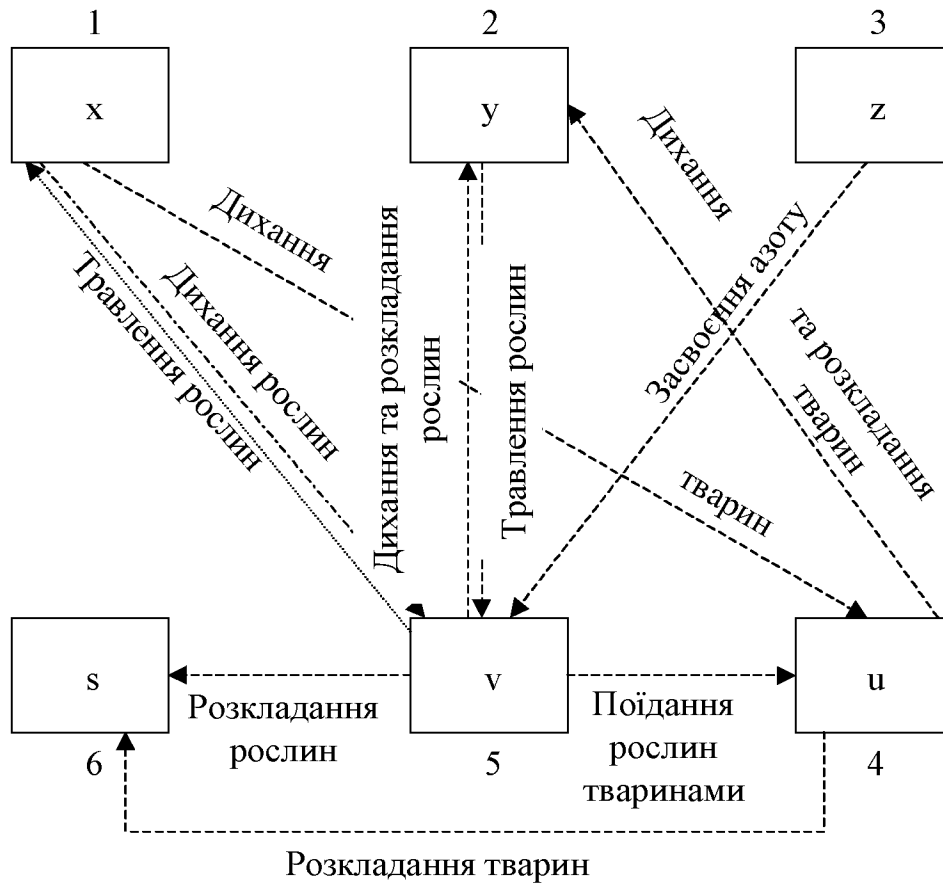 1
2
3
x
y
z
Дихання
Дихання
Травлення рослин
Дихання рослин
Дихання та розкладання
рослин
Травлення рослин
Засвоєння азоту
та розкладання
тварин
тварин
s
v
u
Розкладання
рослин
Поїдання
рослин
тваринами
6
5
4
Розкладання тварин